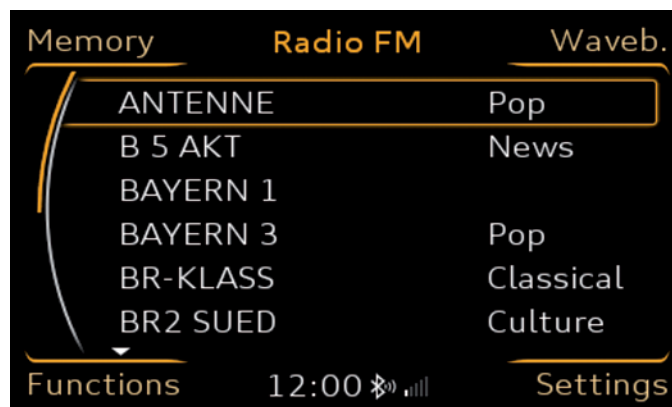 Memory Radio FM Waveb.
ANTENNE Pop
B 5 AKT News
BAYERN 1
BAYERN 3 Pop
BR-KLASS Classical
BR2 SUED Culture
Functions 12:00 Settings